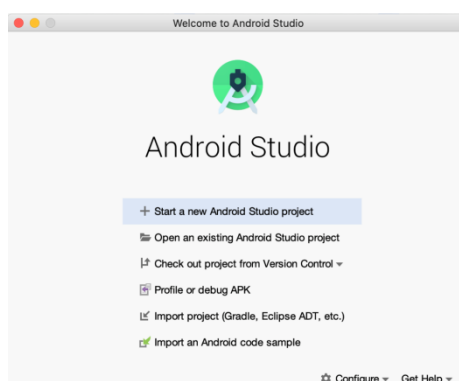 Welcome to Android Studio
Android Studio
Start a new Android Studio project
Open an existing Android Studio project
Check out project from Version Control
Profile or debug APK
Import project (Gradle, Eclipse ADT, etc.)
Import an Android code sample
Configure Get Help